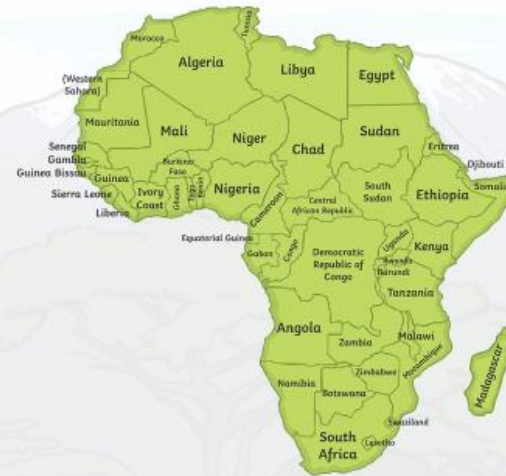 Tunisia
Morocco
Algeria
Libya
Egypt
(Western
Sahara)
Mauritania
Mali
Niger
Chad
Sudan
Eritrea
Djibouti
Senegal
Gambia
Guinea Bissau
Guinea
Sierra Leone
Liberia
Ivory
Coast
Burkina
Faso
Ghana
Togo
Benin
Nigeria
Cameroon
Central
African Republic
South
Sudan
Ethiopia
Somalia
Equatorial Guinea
Gabon
Congo
Democratic
Republic of
Congo
Uganda
Kenya
Rwanda
Burundi
Tanzania
Angola
Zambia
Malawi
Mozambique
Zimbabwe
Namibia
Botswana
Madagascar
Swaziland
South
Africa
Lesotho